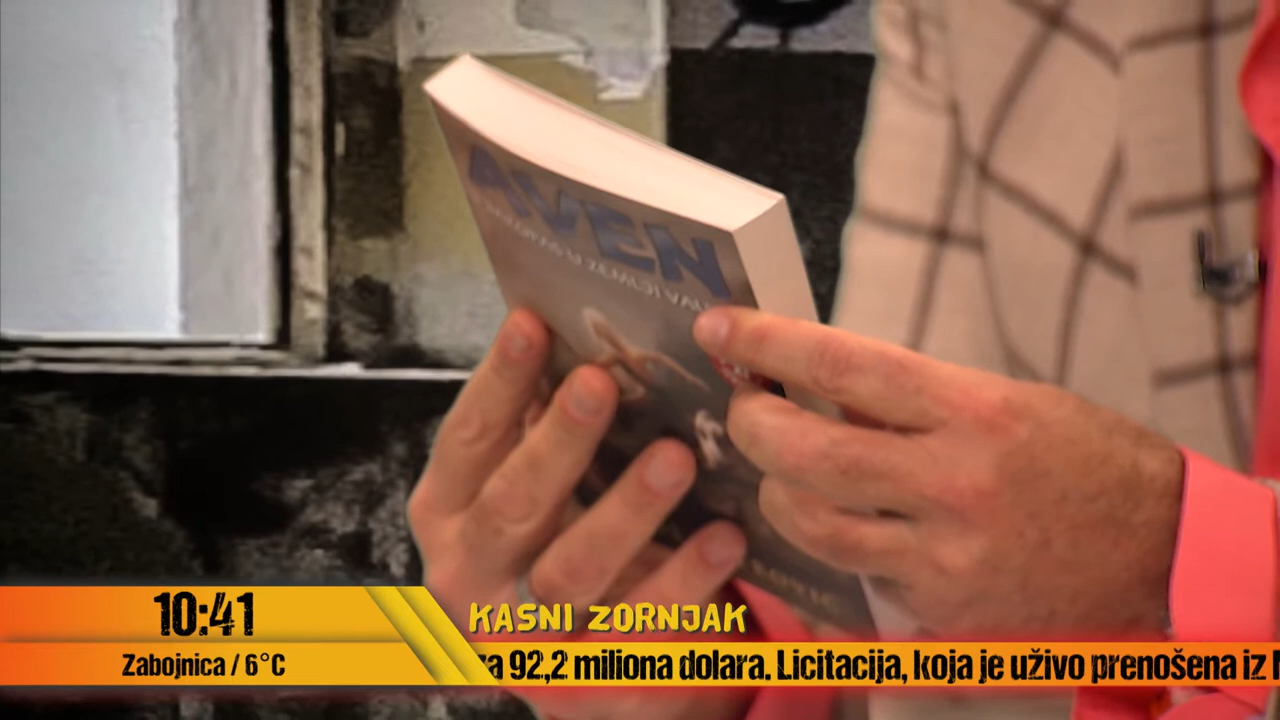 AVEN
10:41
KASNI ZORNJAK
Zabojnica / 6°C
za 92,2 miliona dolara. Licitacija, koja je uživo prenošena iz